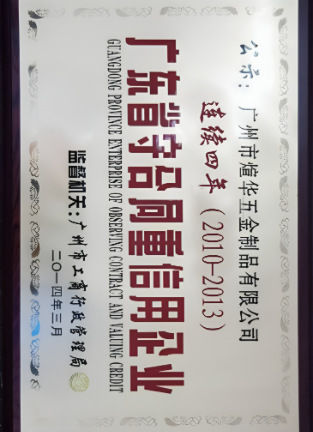 公示：广州市煊华五金制品有限公司
连续四年（2010-2013）
广东省守合同重信用企业
GUANGDONG PROVINCE ENTERPRISE OF OBSERVING CONTRACT AND VALUING CREDIT
监督机关：广州市工商行政管理局
二〇一四年三月